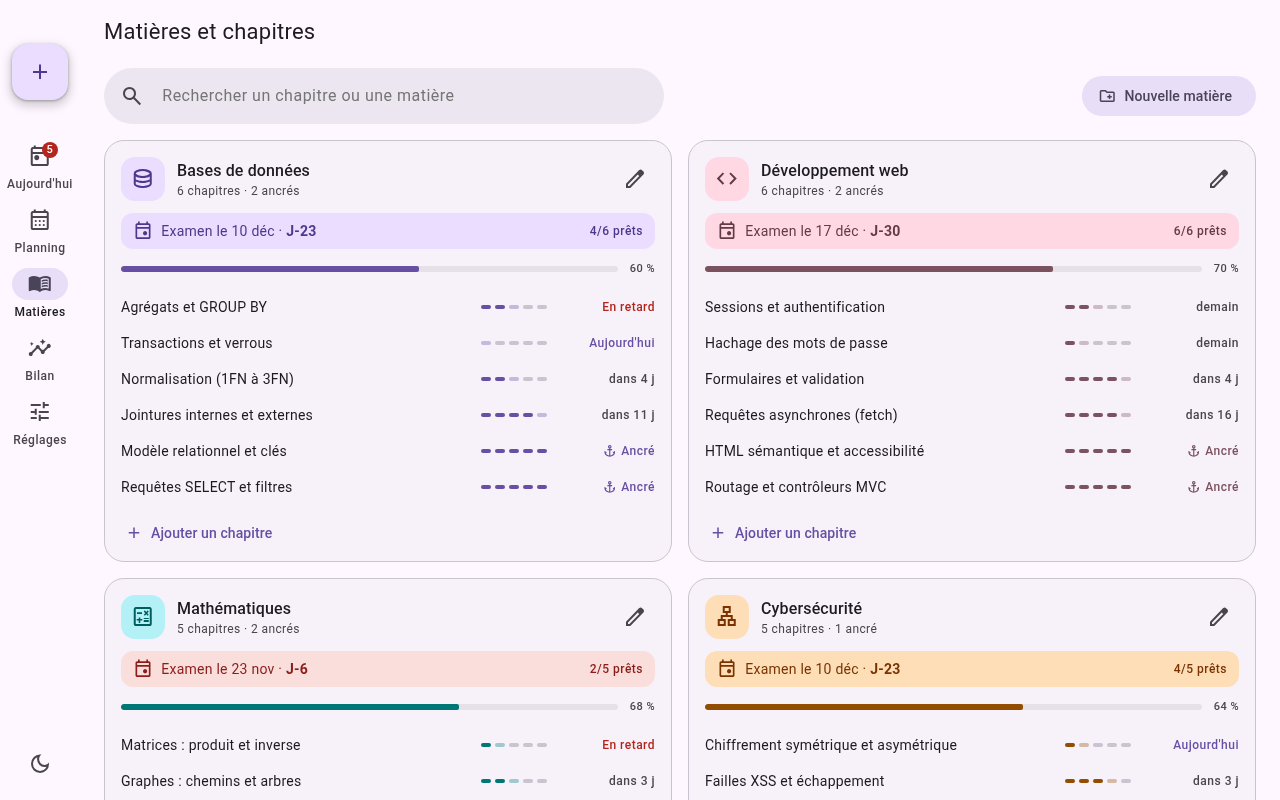 Matières et chapitres
Rechercher un chapitre ou une matière
Nouvelle matière
5
Aujourd'hui
Planning
Matières
Bilan
Réglages
Bases de données
6 chapitres · 2 ancrés
Examen le 10 déc · J-23
4/6 prêts
60 %
Agrégats et GROUP BY
En retard
Transactions et verrous
Aujourd'hui
Normalisation (1FN à 3FN)
dans 4 j
Jointures internes et externes
dans 11 j
Modèle relationnel et clés
Ancré
Requêtes SELECT et filtres
Ancré
Ajouter un chapitre
Développement web
6 chapitres · 2 ancrés
Examen le 17 déc · J-30
6/6 prêts
70 %
Sessions et authentification
demain
Hachage des mots de passe
demain
Formulaires et validation
dans 4 j
Requêtes asynchrones (fetch)
dans 16 j
HTML sémantique et accessibilité
Ancré
Routage et contrôleurs MVC
Ancré
Ajouter un chapitre
Mathématiques
5 chapitres · 2 ancrés
Examen le 23 nov · J-6
2/5 prêts
68 %
Matrices : produit et inverse
En retard
Graphes : chemins et arbres
dans 3 j
Cybersécurité
5 chapitres · 1 ancré
Examen le 10 déc · J-23
4/5 prêts
64 %
Chiffrement symétrique et asymétrique
Aujourd'hui
Failles XSS et échappement
dans 3 j